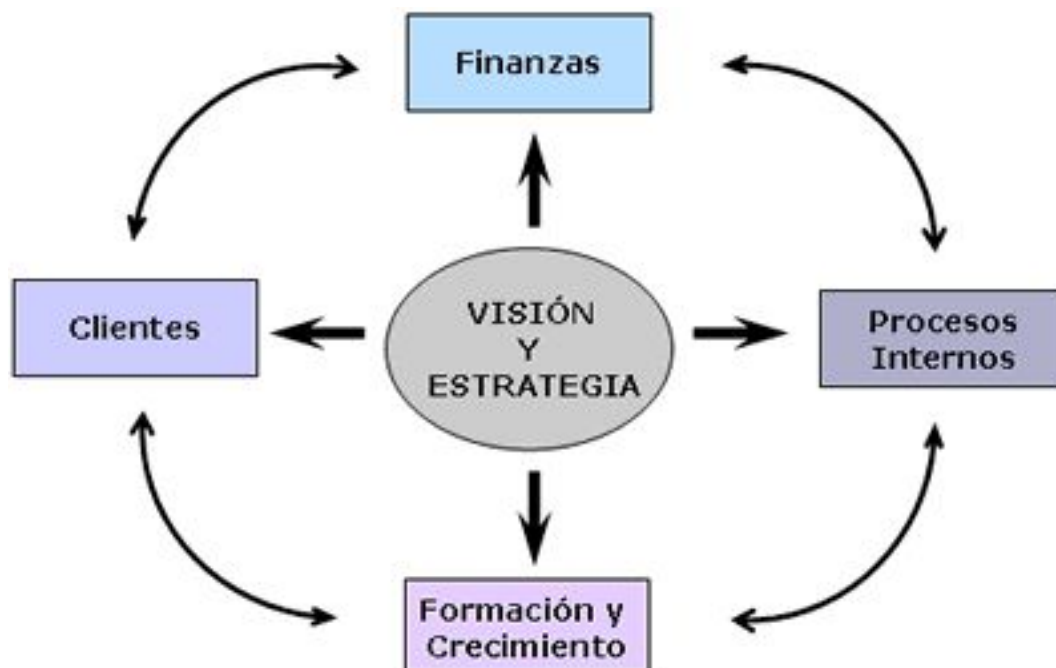 Finanzas
Clientes
VISIÓN
Y
ESTRATEGIA
Procesos
Internos
Formación y
Crecimiento